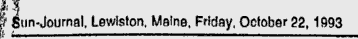 Sun-Journal, Lewiston, Maine, Friday, October 22, 1993